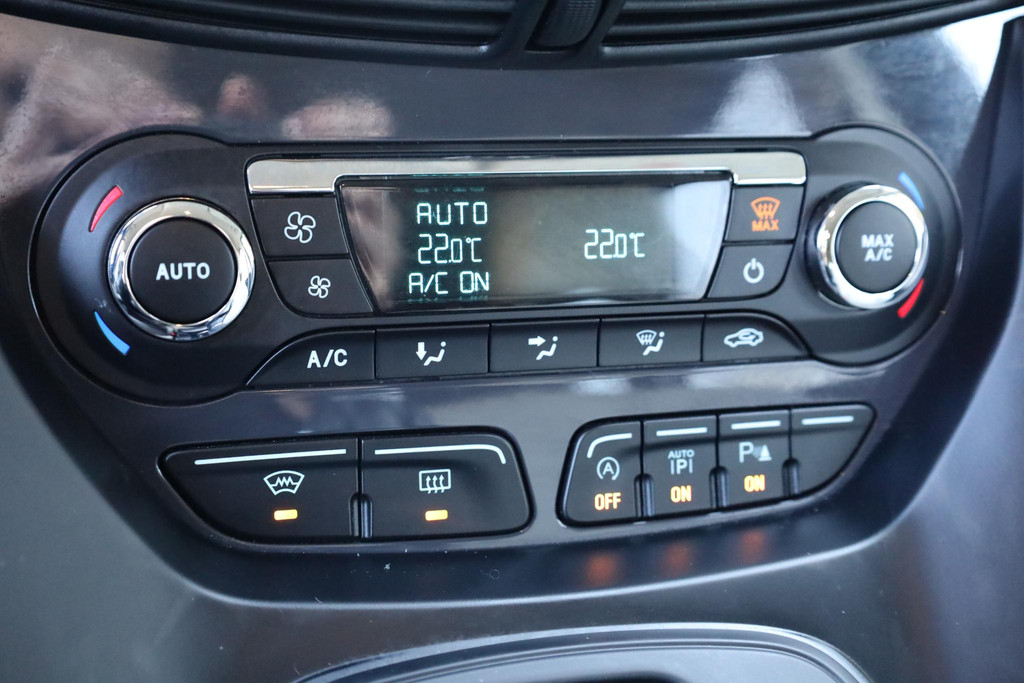 AUTO
AUTO
22.0°C
A/C ON
22.0°C
MAX
MAX
A/C
A/C
A
OFF
AUTO
P
ON
P
ON